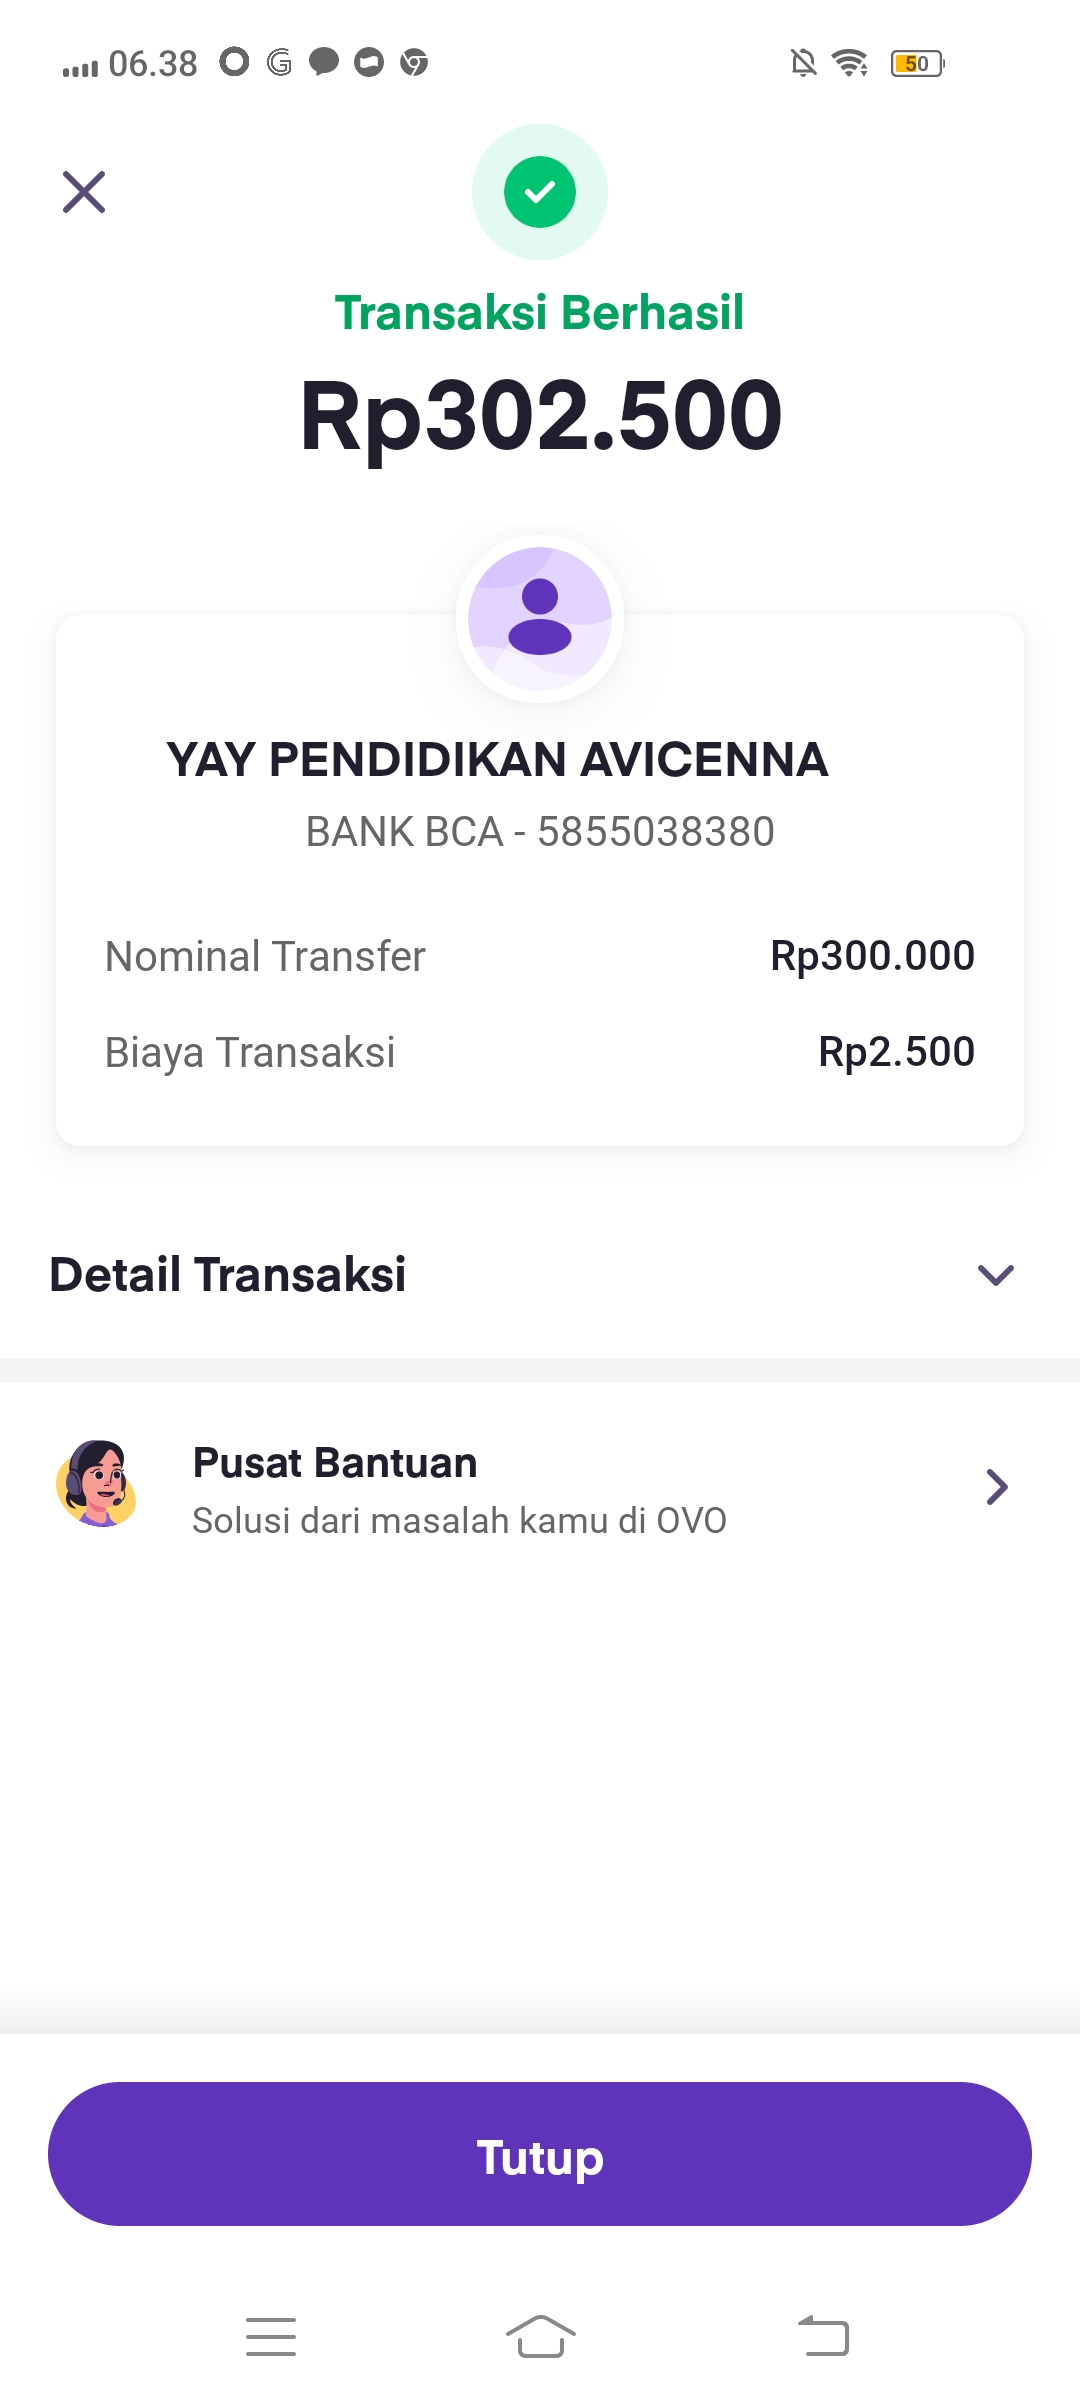 06.38
50
Transaksi Berhasil
Rp302.500
YAY PENDIDIKAN AVICENNA
BANK BCA - 5855038380
Nominal Transfer Rp300.000
Biaya Transaksi Rp2.500
Detail Transaksi
Pusat Bantuan
Solusi dari masalah kamu di OVO
Tutup